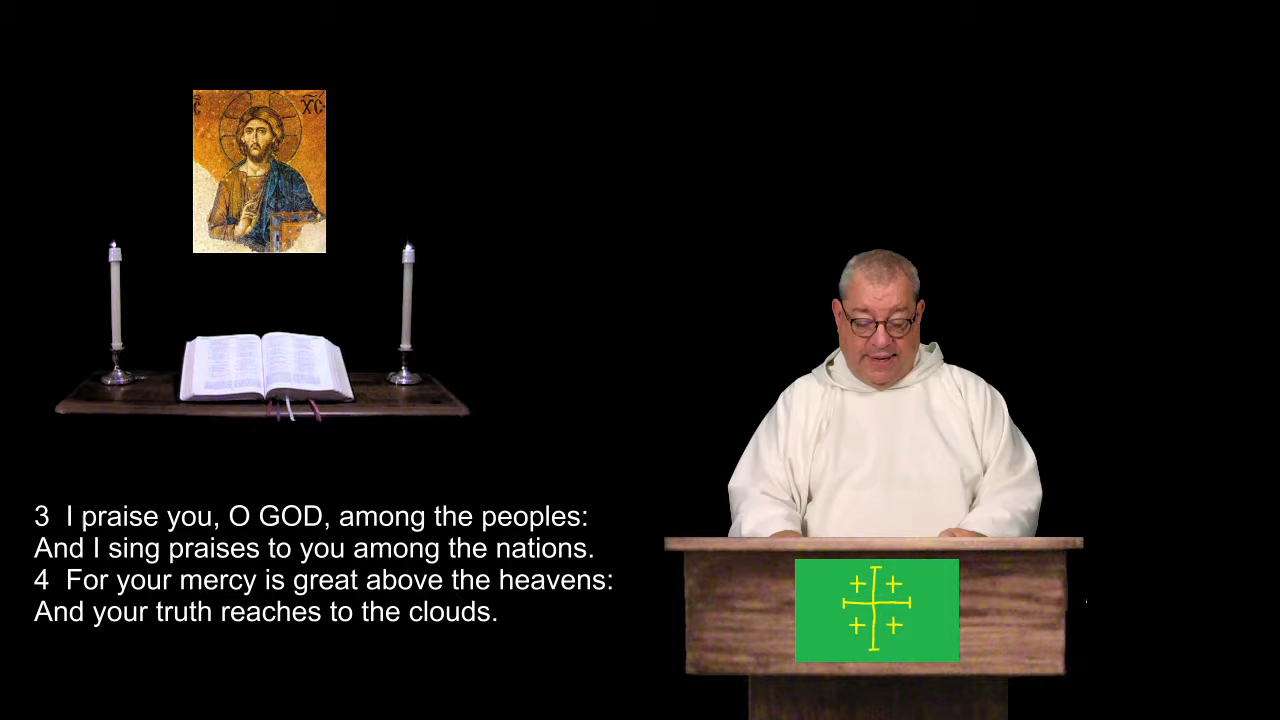 C
XC
3  I praise you, O GOD, among the peoples:
And I sing praises to you among the nations.
4  For your mercy is great above the heavens:
And your truth reaches to the clouds.